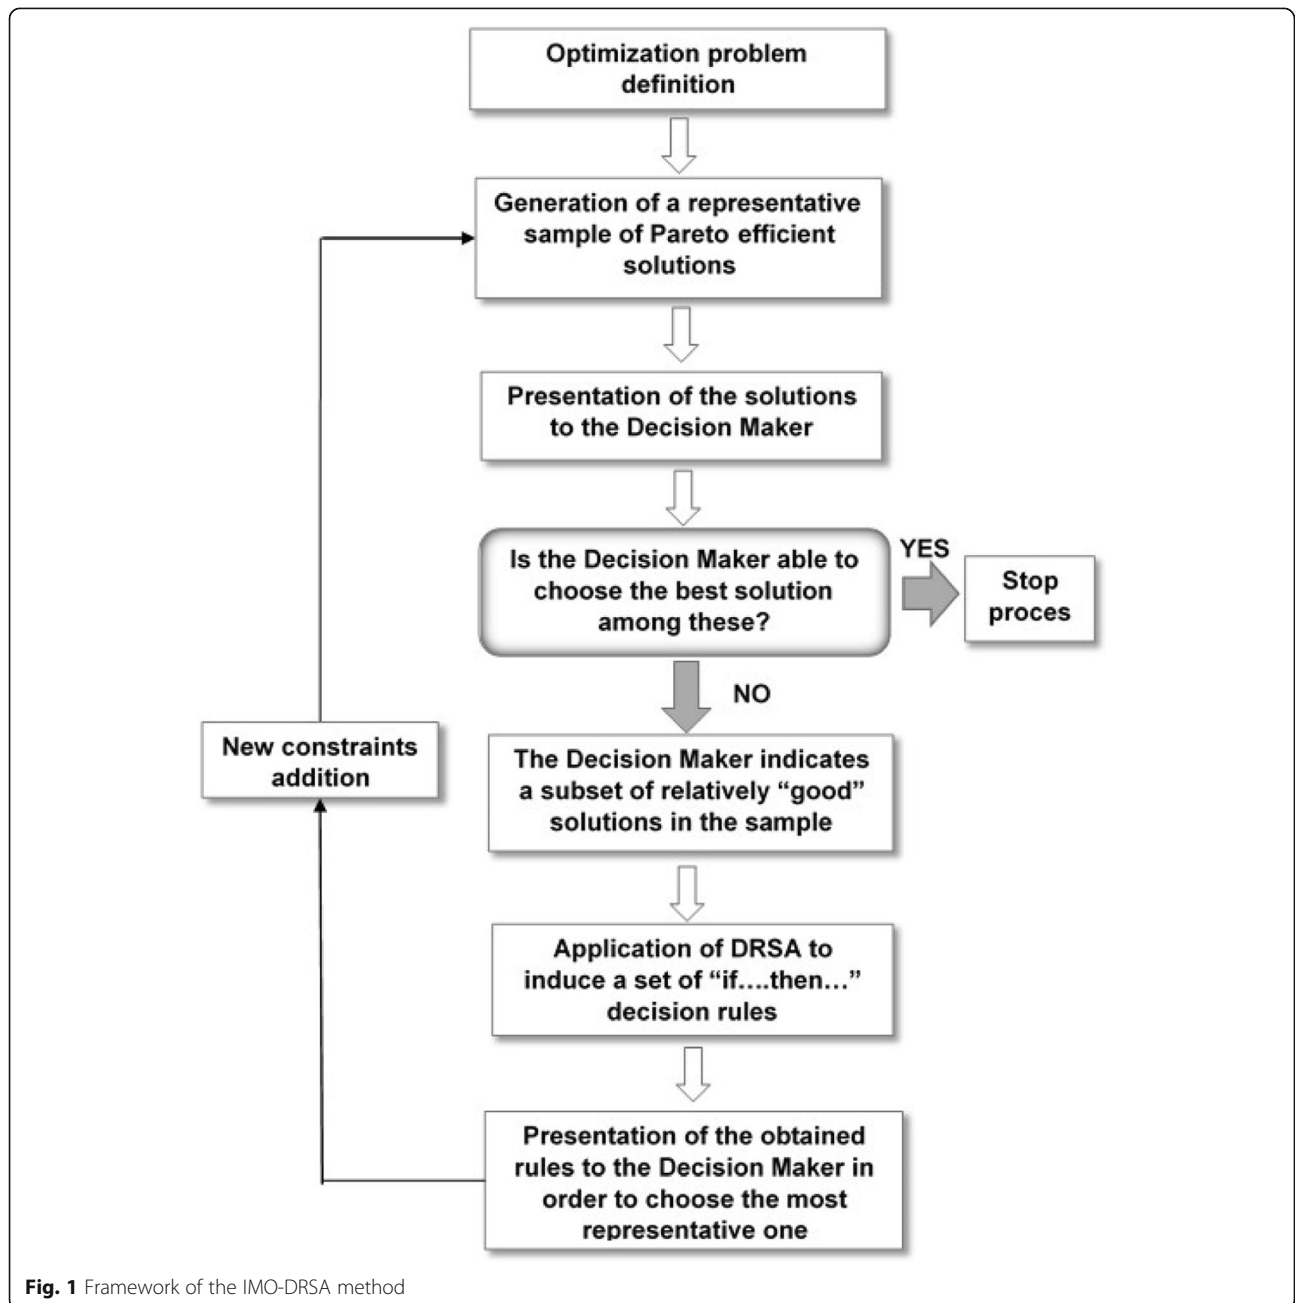 Optimization problem
definition
Generation of a representative
sample of Pareto efficient
solutions
Presentation of the solutions
to the Decision Maker
Is the Decision Maker able to
choose the best solution
among these?
YES
Stop
proces
NO
The Decision Maker indicates
a subset of relatively “good”
solutions in the sample
New constraints
addition
Application of DRSA to
induce a set of “if….then…”
decision rules
Presentation of the obtained
rules to the Decision Maker in
order to choose the most
representative one
Fig. 1 Framework of the IMO-DRSA method